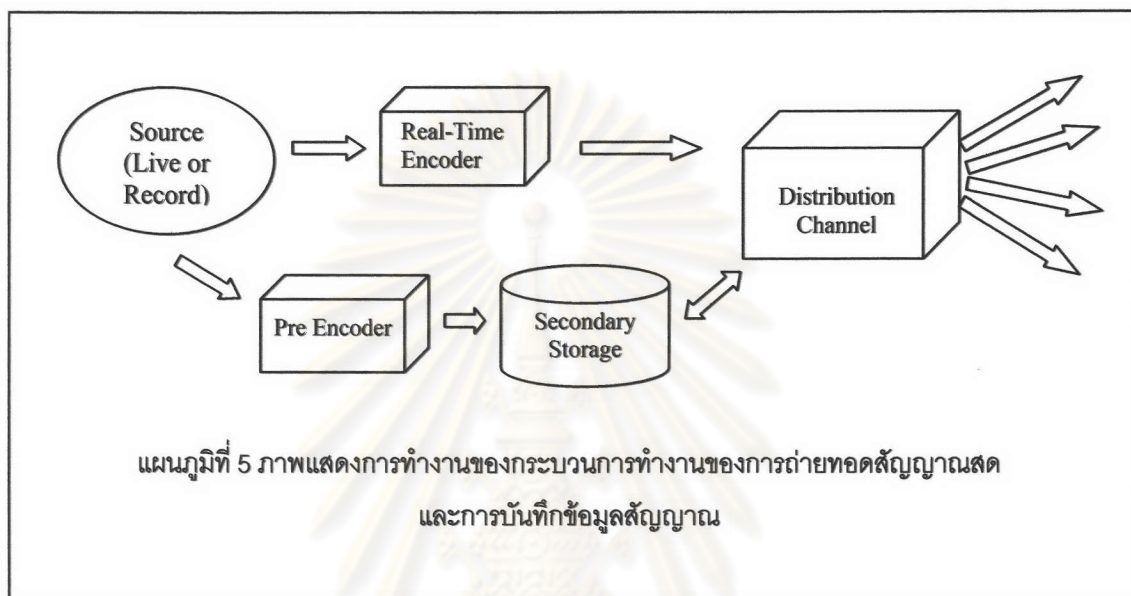 Source
(Live or
Record)
Real-Time
Encoder
Distribution
Channel
Pre Encoder
Secondary
Storage
แผนภูมิที่ 5 ภาพแสดงการทำงานของกระบวนการทำงานของการถ่ายทอดสัญญาณสด
และการบันทึกข้อมูลสัญญาณ